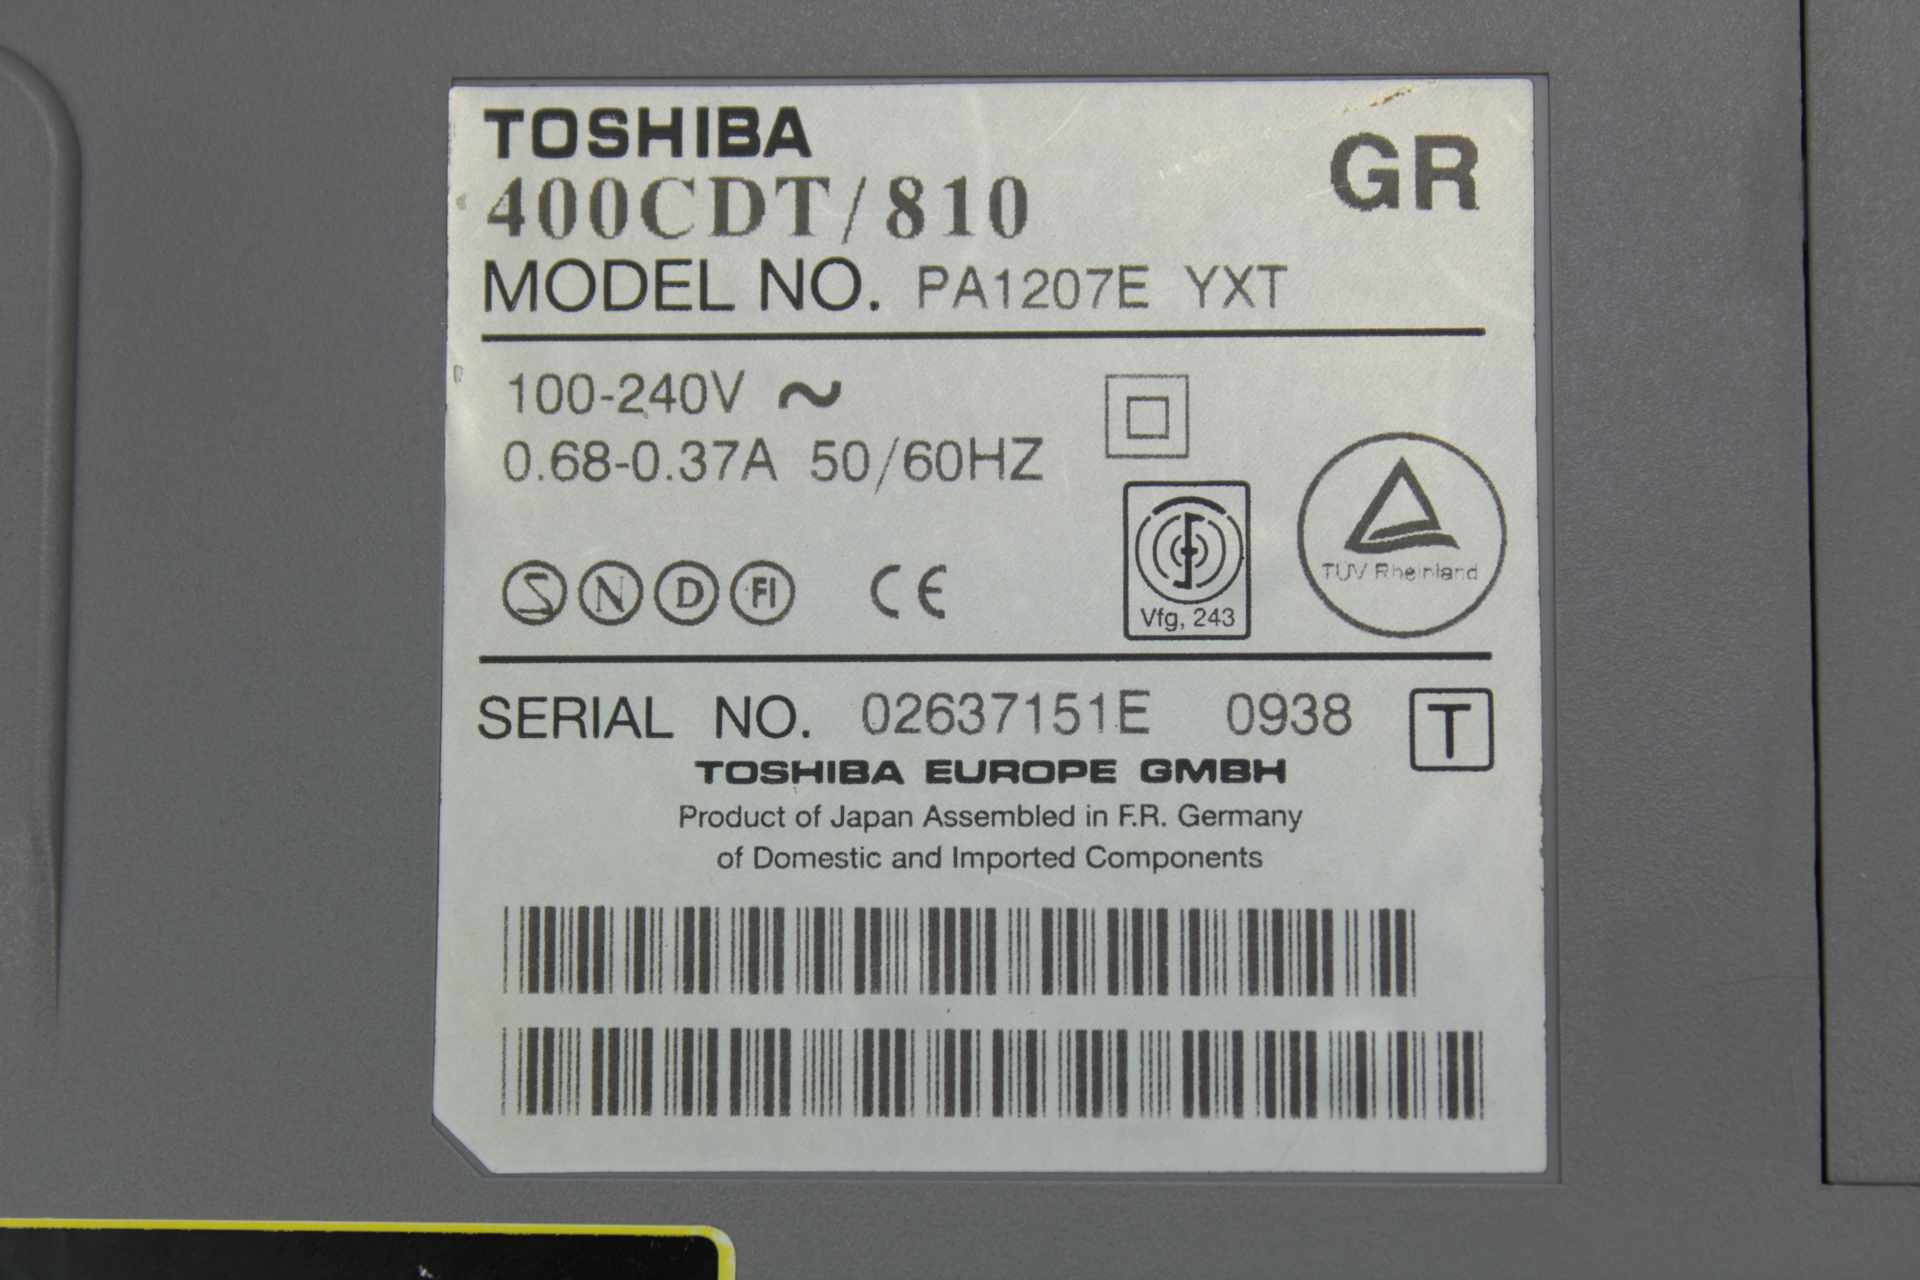 TOSHIBA
GR
400CDT/810
MODEL NO. PA1207E YXT
100-240V ~
0.68-0.37A 50/60HZ
S N D FI CE
Vfg, 243
TÜV Rheinland
SERIAL NO. 02637151E 0938 T
TOSHIBA EUROPE GMBH
Product of Japan Assembled in F.R. Germany
of Domestic and Imported Components